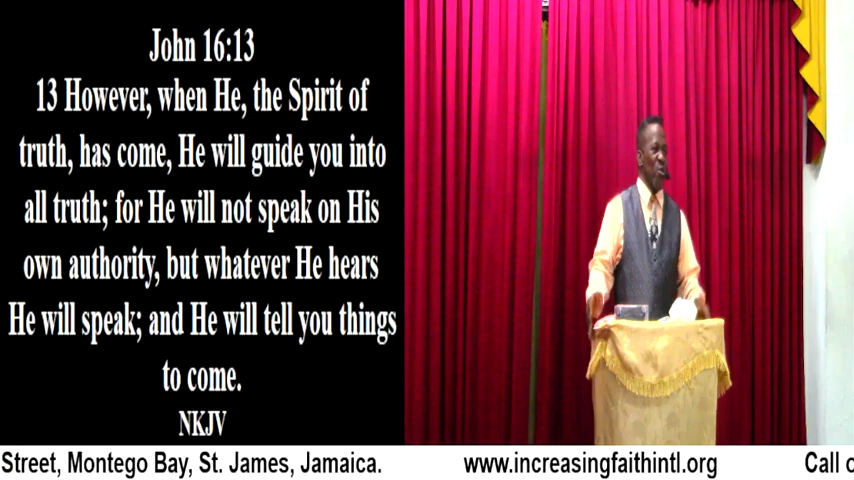 John 16:13
13 However, when He, the Spirit of
truth, has come, He will guide you into
all truth; for He will not speak on His
own authority, but whatever He hears
He will speak; and He will tell you things
to come.
NKJV
Street, Montego Bay, St. James, Jamaica. www.increasingfaithintl.org Call